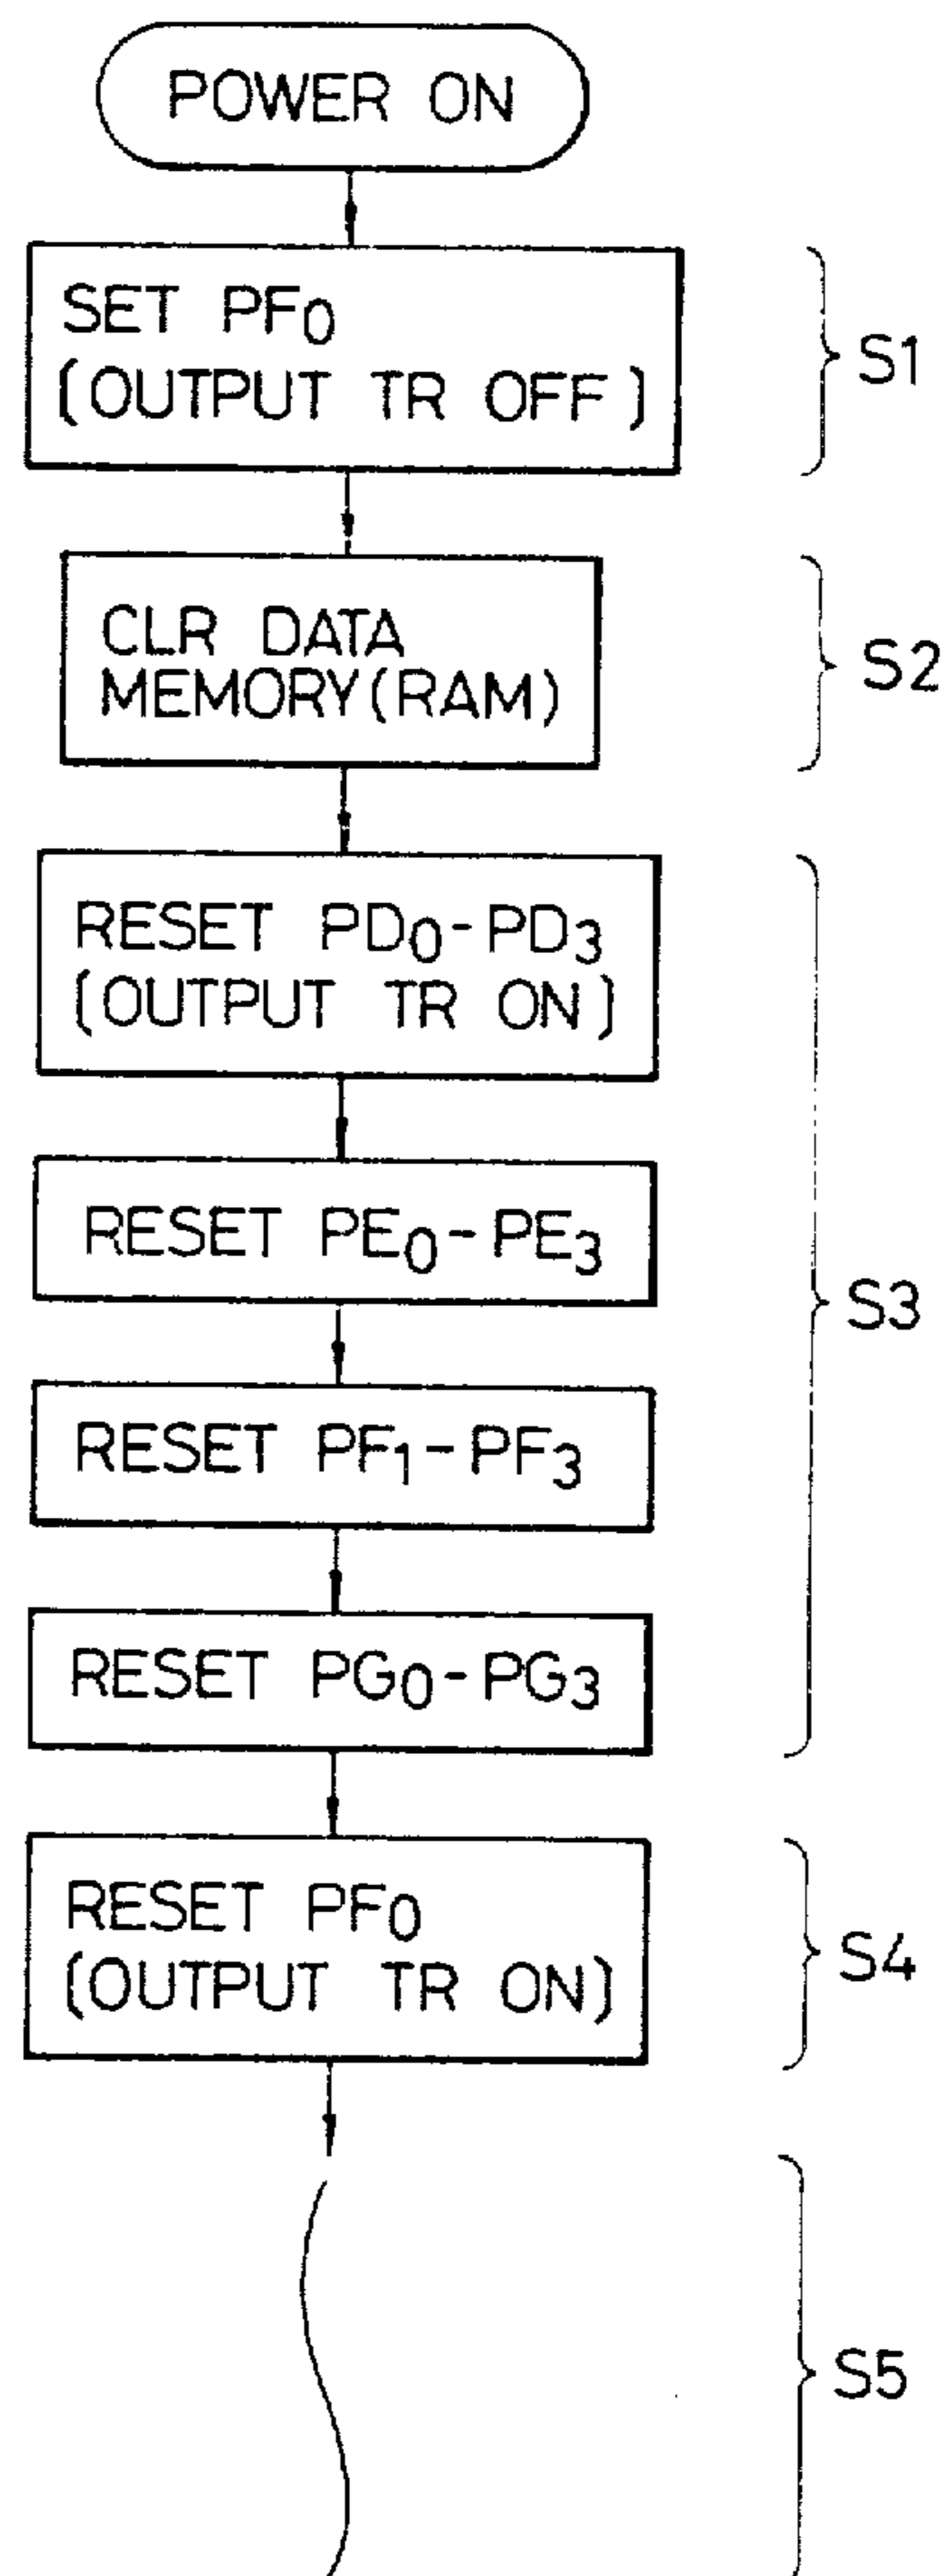 POWER ON
SET PF0
(OUTPUT TR OFF)
S1
CLR DATA
MEMORY(RAM)
S2
RESET PD0-PD3
(OUTPUT TR ON)
RESET PE0-PE3
RESET PF1-PF3
RESET PG0-PG3
S3
RESET PF0
(OUTPUT TR ON)
S4
S5